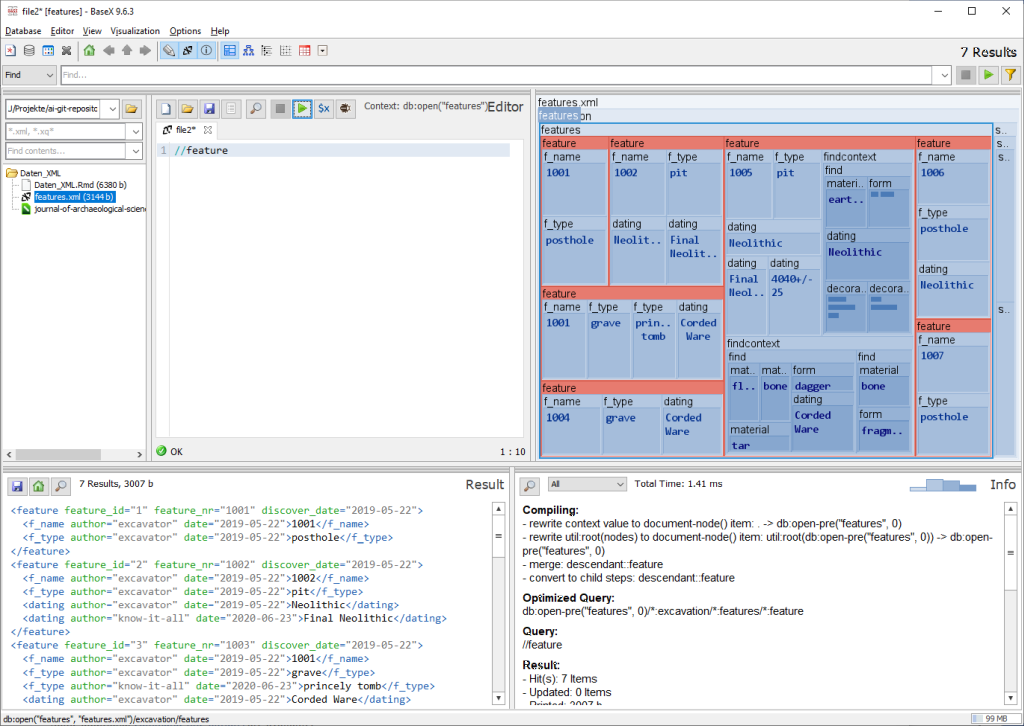 file2* [features] - BaseX 9.6.3
Database Editor View Visualization Options Help
7 Results
Find Find...
J/Projekte/ai-git-repositc
*.xml, *.xq*
Find contents...
Daten_XML
Daten_XML.Rmd (6380 b)
features.xml (3144 b)
journal-of-archaeological-scienc
Context: db:open("features") Editor
file2*
1 //feature
OK 1 : 10
features.xml
features on
features s..
feature feature feature feature s..
f_name f_name f_type f_name f_type findcontext f_name s..
1001 1002 pit 1005 pit find 1006
materi.. form
eart..
f_type dating dating dating f_type
posthole Neolit.. Final Neolit.. Neolithic posthole
dating
Neolithic
dating dating dating
Final Neol.. 4040+/- 25 Neolithic
decora.. decora..
feature
f_name f_type f_type dating
1001 grave prin.. tomb Corded Ware
s..
feature
f_name
1007
findcontext
find find
mat.. mat.. form material
fl.. bone dagger bone
dating
Corded Ware
form
fragm..
material
tar
feature
f_name f_type dating
1004 grave Corded Ware
f_type
posthole
7 Results, 3007 b Result
<feature feature_id="1" feature_nr="1001" discover_date="2019-05-22">
<f_name author="excavator" date="2019-05-22">1001</f_name>
<f_type author="excavator" date="2019-05-22">posthole</f_type>
</feature>
<feature feature_id="2" feature_nr="1002" discover_date="2019-05-22">
<f_name author="excavator" date="2019-05-22">1002</f_name>
<f_type author="excavator" date="2019-05-22">pit</f_type>
<dating author="excavator" date="2019-05-22">Neolithic</dating>
<dating author="know-it-all" date="2020-06-23">Final Neolithic</dating>
</feature>
<feature feature_id="3" feature_nr="1003" discover_date="2019-05-22">
<f_name author="excavator" date="2019-05-22">1001</f_name>
<f_type author="excavator" date="2019-05-22">grave</f_type>
<f_type author="know-it-all" date="2020-06-23">princely tomb</f_type>
<dating author="excavator" date="2019-05-22">Corded Ware</dating>
All Total Time: 1.41 ms Info
Compiling:
- rewrite context value to document-node() item: . -> db:open-pre("features", 0)
- rewrite util:root(nodes) to document-node() item: util:root(db:open-pre("features", 0)) -> db:open-
pre("features", 0)
- merge: descendant::feature
- convert to child steps: descendant::feature
Optimized Query:
db:open-pre("features", 0)/*:excavation/*:features/*:feature
Query:
//feature
Result:
- Hit(s): 7 Items
- Updated: 0 Items
- Printed: 3007 b
db:open("features", "features.xml")/excavation/features 99 MB